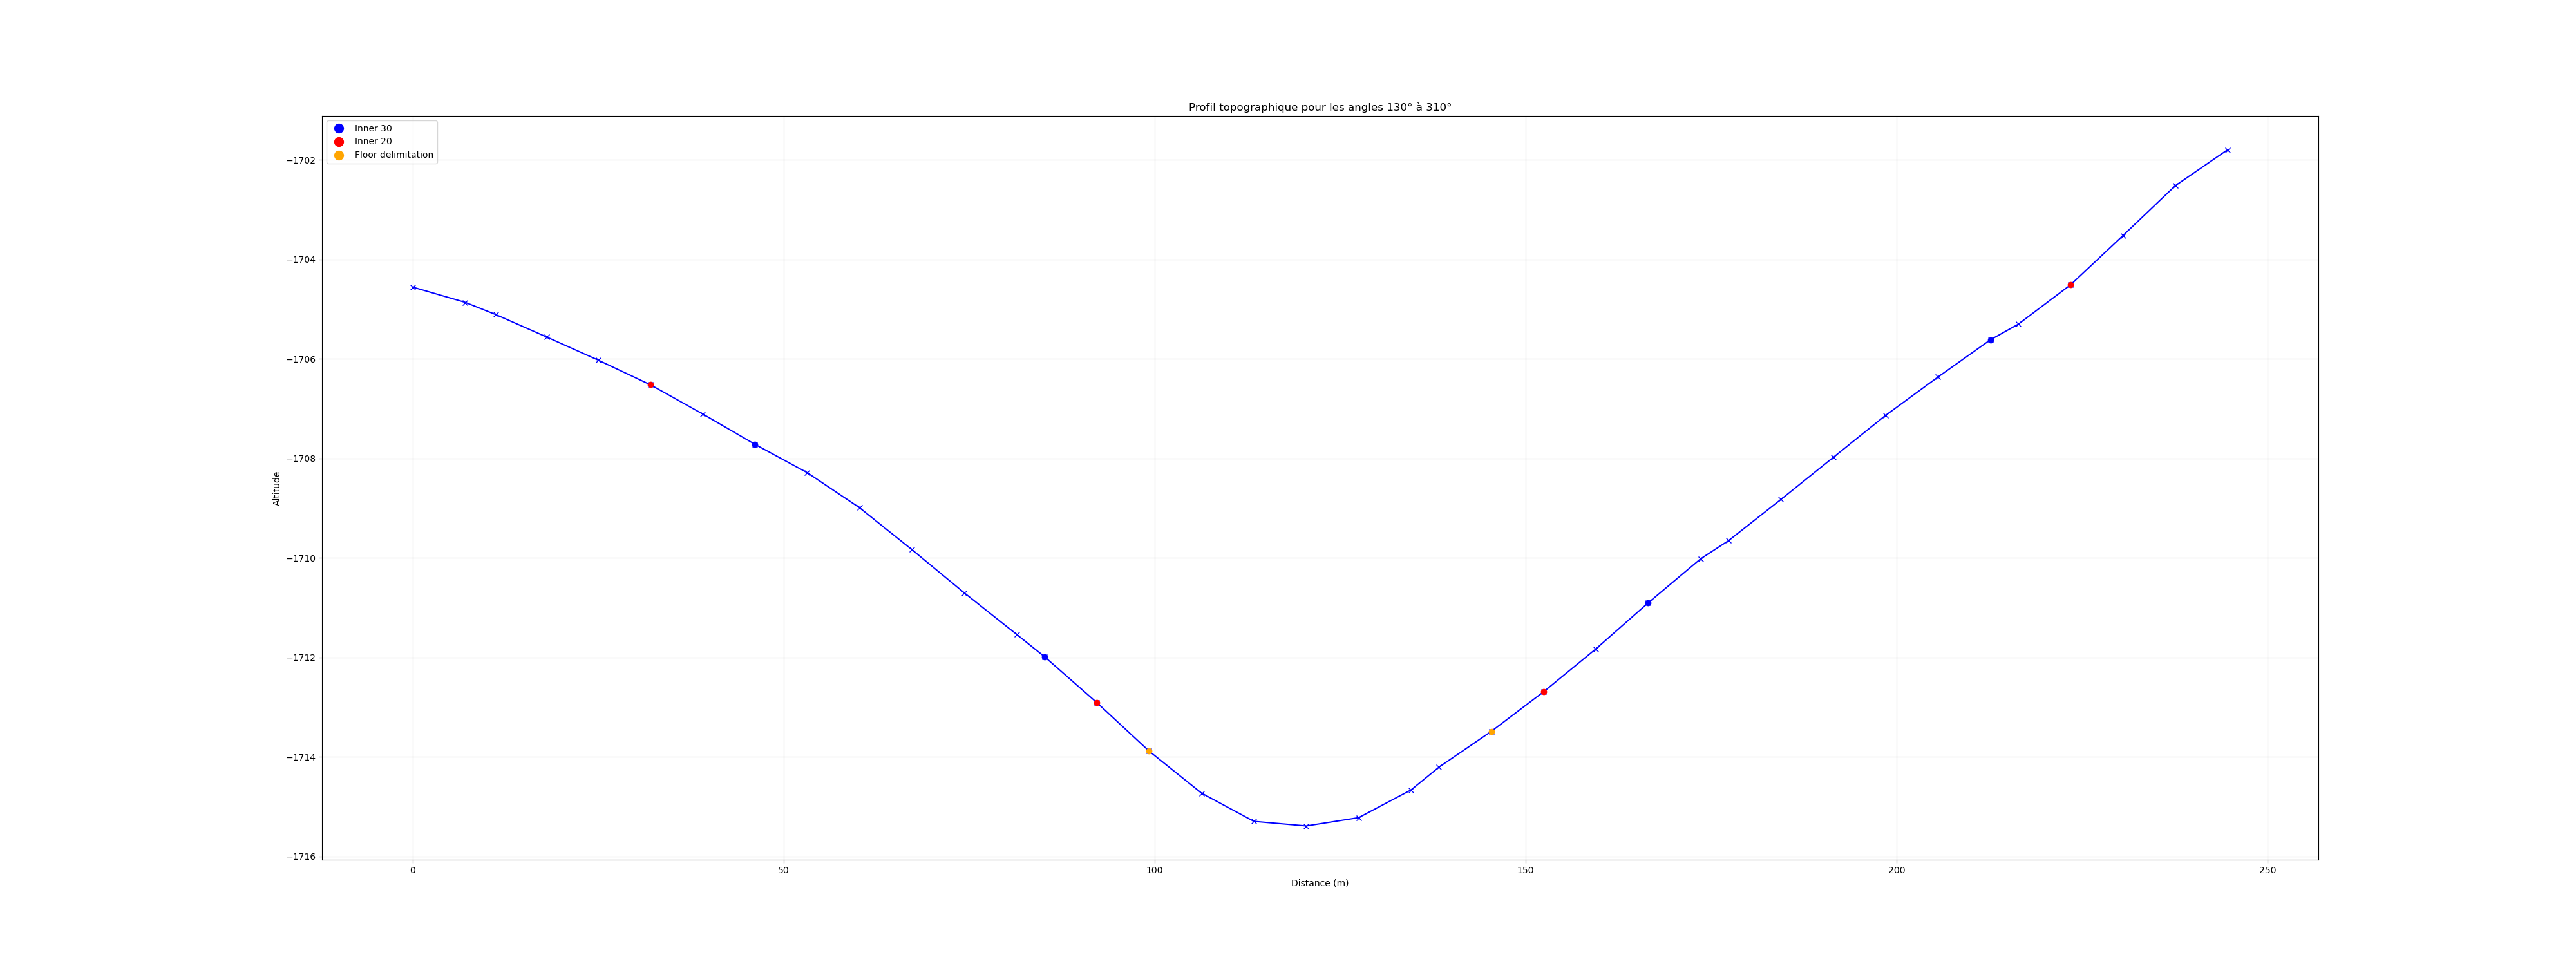 Profil topographique pour les angles 130° à 310°
Inner 30
Inner 20
Floor delimitation
−1702
−1704
−1706
−1708
−1710
−1712
−1714
−1716
Altitude
0 50 100 150 200 250
Distance (m)